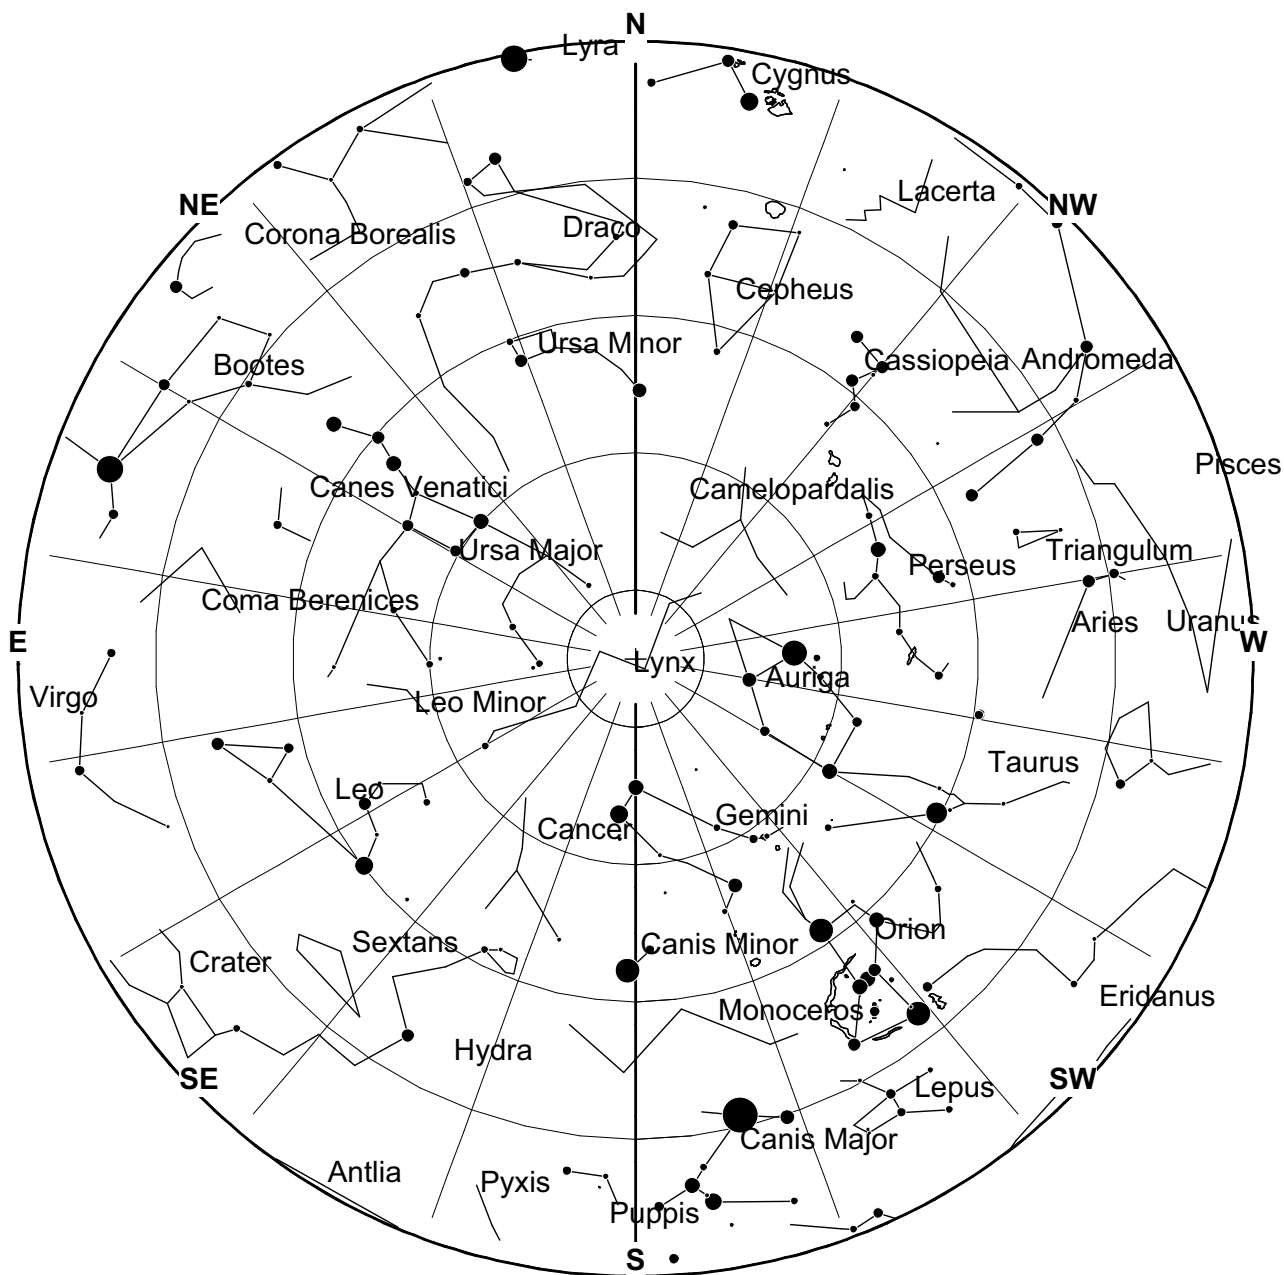 N
Lyra
Cygnus
Lacerta
NE
NW
Corona Borealis
Draco
Cepheus
Ursa Minor
Bootes
Cassiopeia
Andromeda
Pisces
Canes Venatici
Camelopardalis
Ursa Major
Triangulum
Perseus
Coma Berenices
Aries
Uranus
E
W
Lynx
Auriga
Virgo
Leo Minor
Taurus
Leo
Gemini
Cancer
Orion
Sextans
Canis Minor
Crater
Eridanus
Monoceros
Hydra
SE
SW
Lepus
Canis Major
Antlia
Pyxis
Puppis
S